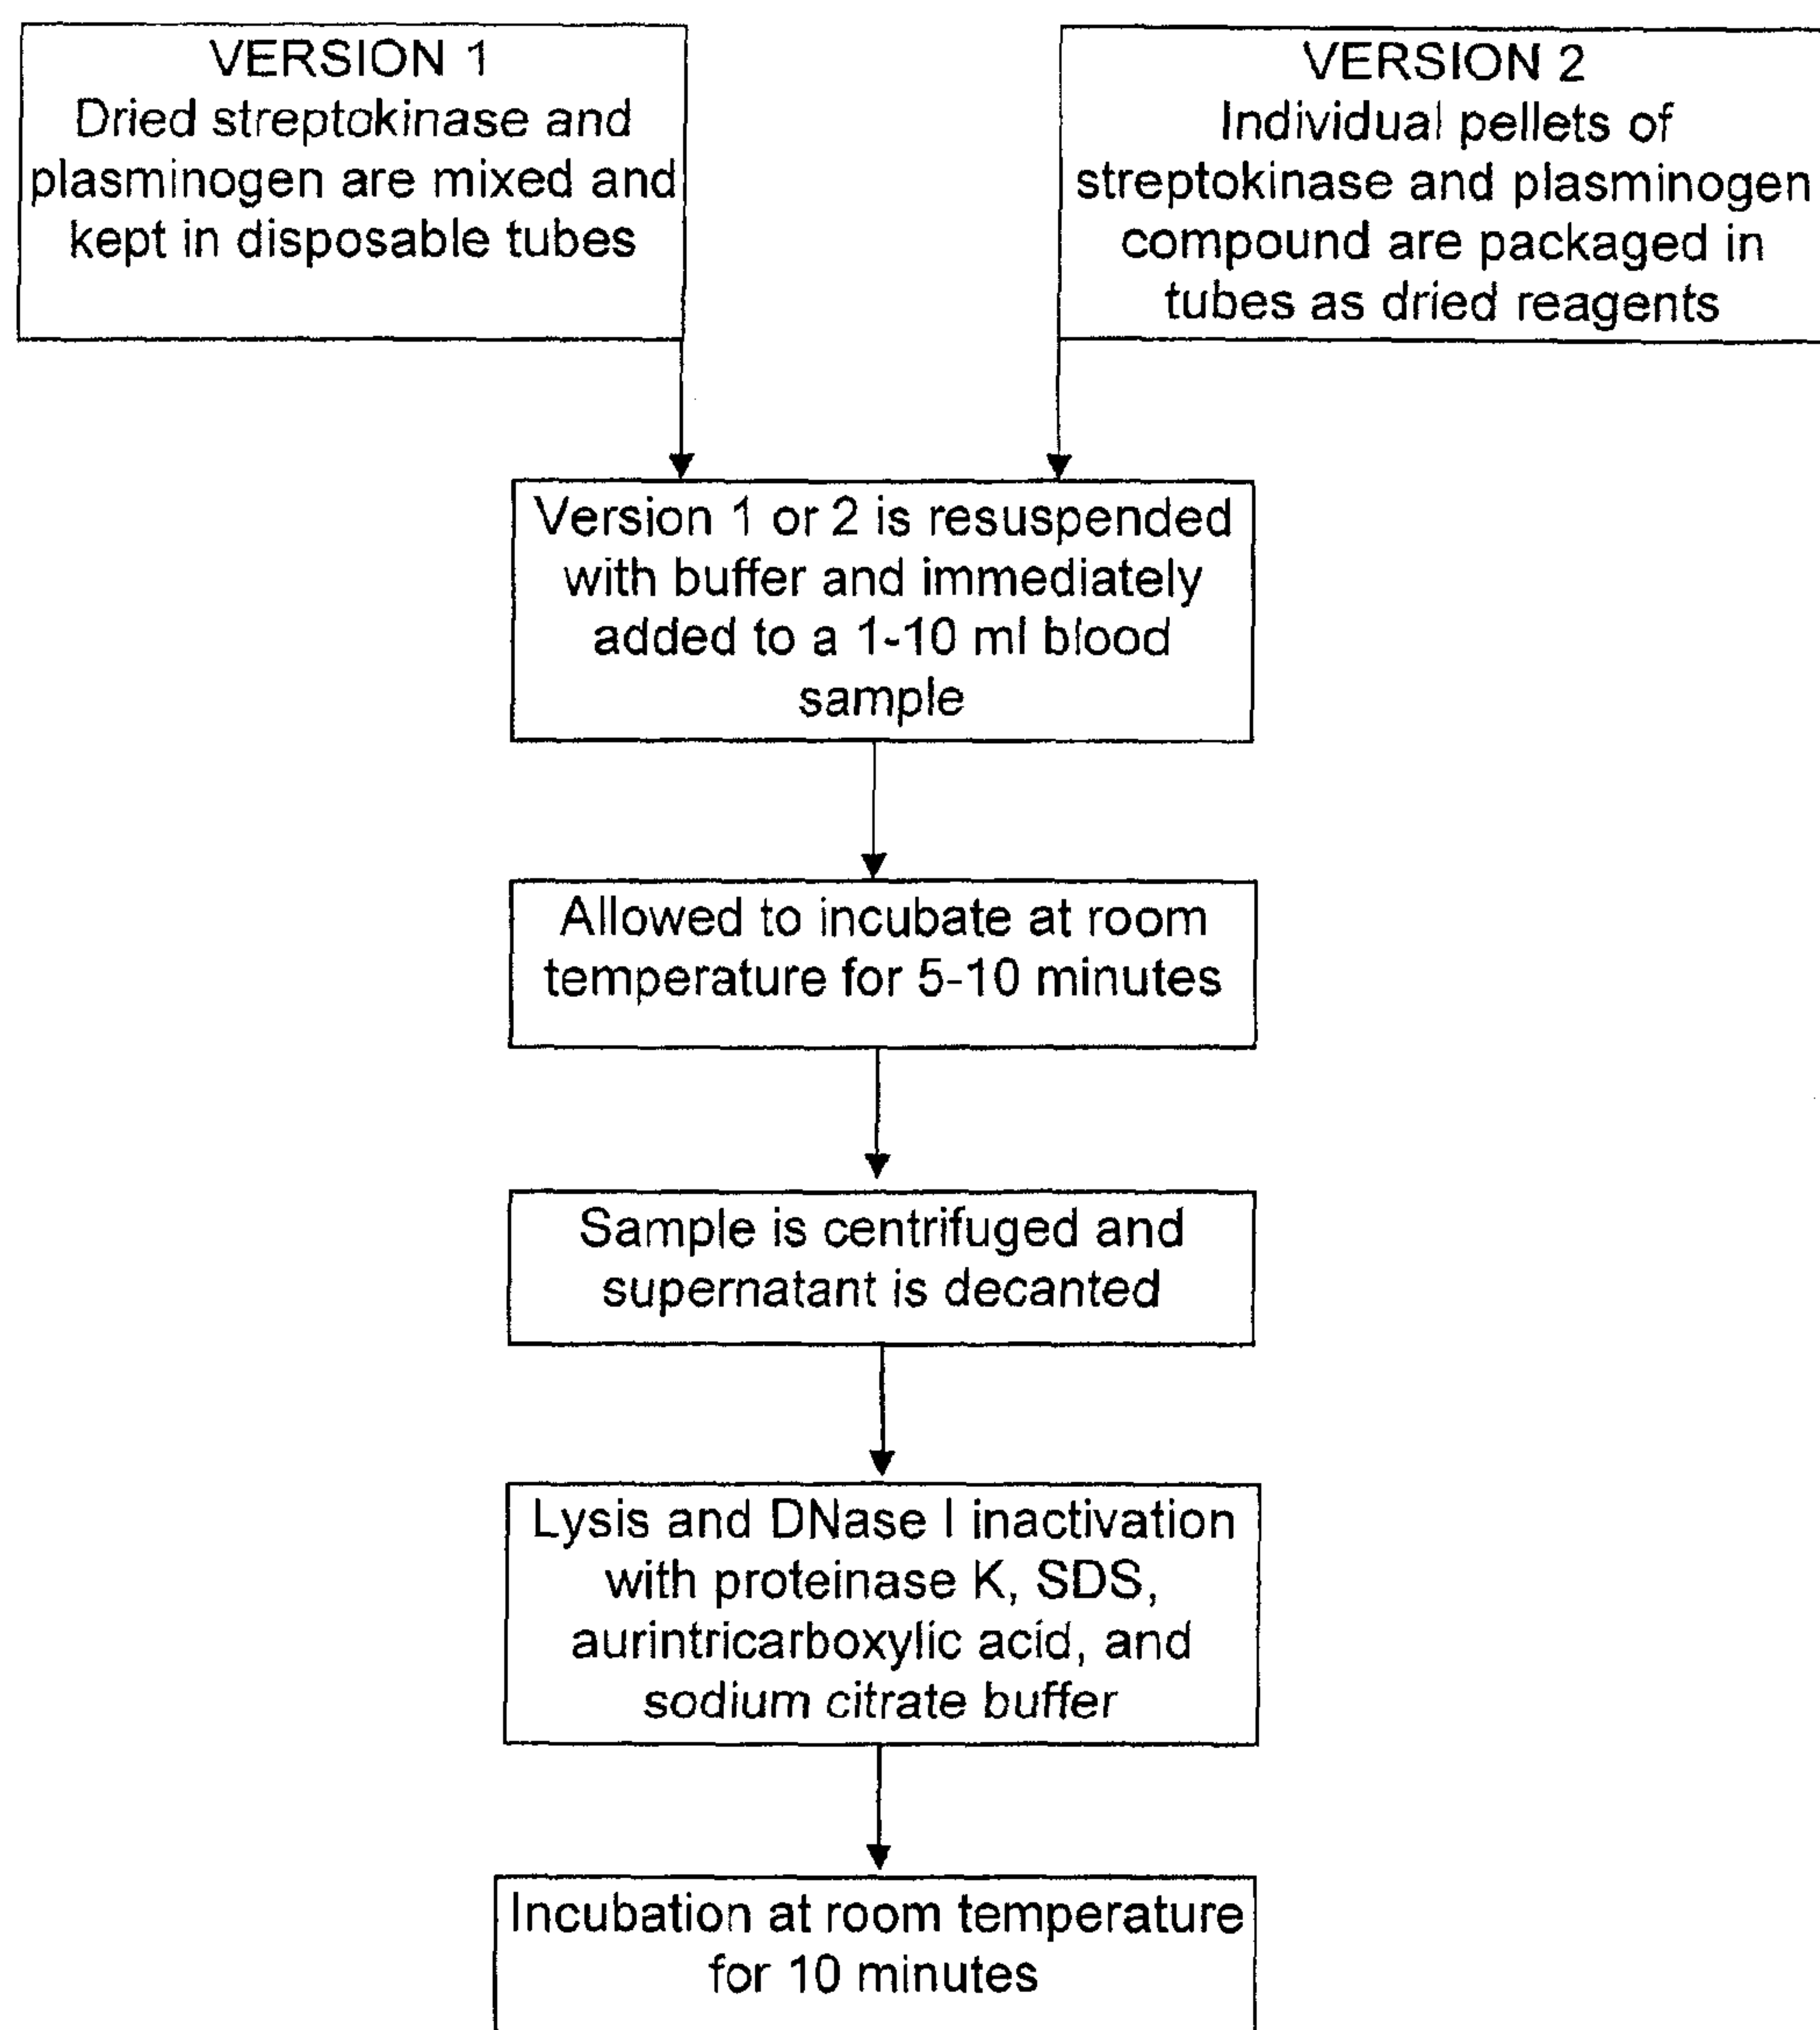 VERSION 1
Dried streptokinase and
plasminogen are mixed and
kept in disposable tubes
VERSION 2
Individual pellets of
streptokinase and plasminogen
compound are packaged in
tubes as dried reagents
Version 1 or 2 is resuspended
with buffer and immediately
added to a 1-10 ml blood
sample
Allowed to incubate at room
temperature for 5-10 minutes
Sample is centrifuged and
supernatant is decanted
Lysis and DNase I inactivation
with proteinase K, SDS,
aurintricarboxylic acid, and
sodium citrate buffer
Incubation at room temperature
for 10 minutes